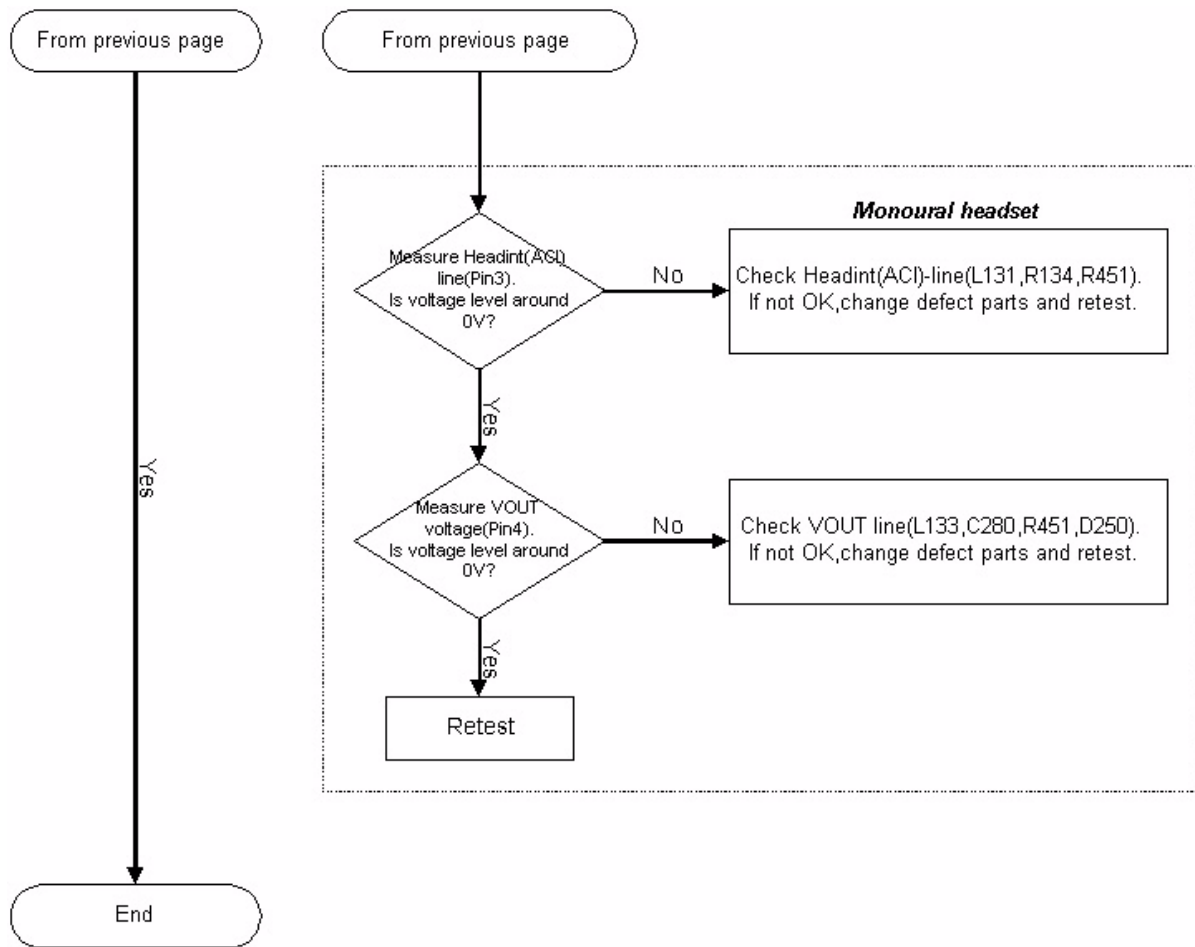 From previous page
From previous page
Monoural headset
Measure Headint(ACI)
line(Pin3).
Is voltage level around
0V?
No
Check Headint(ACI)-line(L131,R134,R451).
If not OK,change defect parts and retest.
Yes
Measure VOUT
voltage(Pin4).
Is voltage level around
0V?
No
Check VOUT line(L133,C280,R451,D250).
If not OK,change defect parts and retest.
Yes
Yes
Retest
End